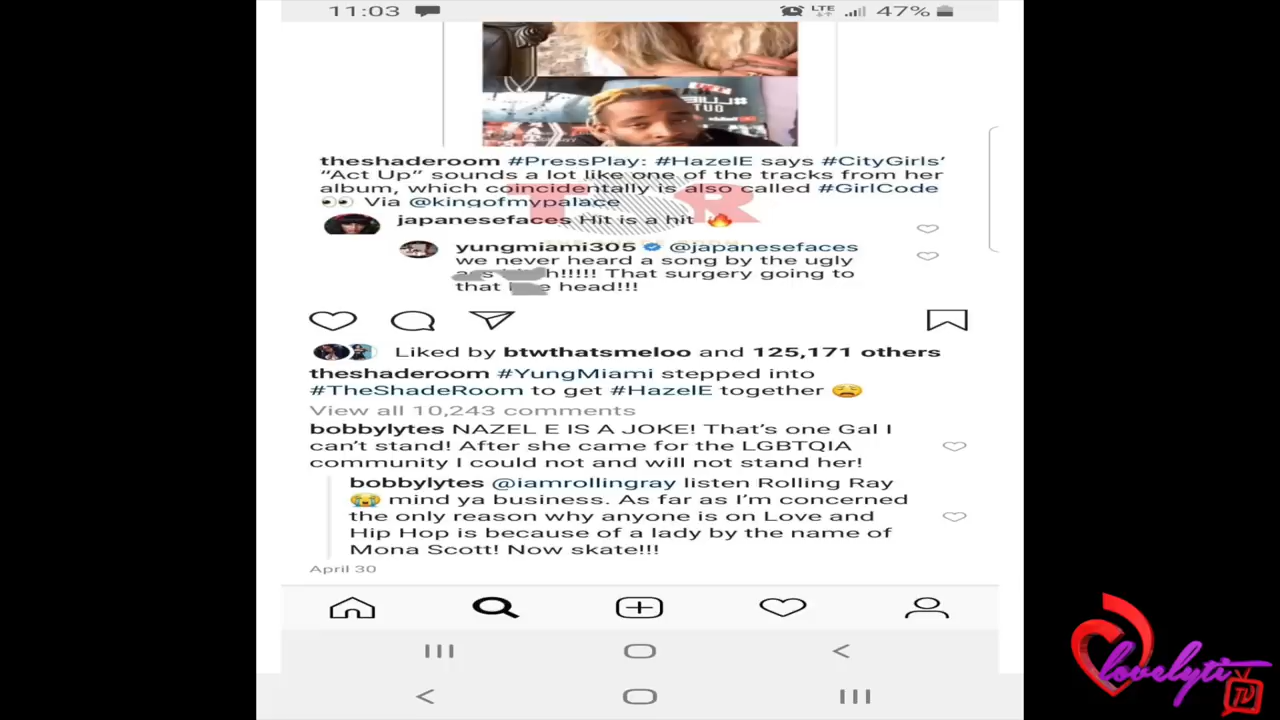 11:03
LTE
47%
theshaderoom #PressPlay: #HazelE says #CityGirls'
“Act Up” sounds a lot like one of the tracks from her
album, which coincidentally is also called #GirlCode
👀 Via @kingofmypalace
TSR
japanesefaces Hit is a hit 🔥
yungmiami305 @japanesefaces
we never heard a song by the ugly
!!!!! That surgery going to
that head!!!
Liked by btwthatsmeloo and 125,171 others
theshaderoom #YungMiami stepped into
#TheShadeRoom to get #HazelE together 😩
View all 10,243 comments
bobbylytes NAZEL E IS A JOKE! That's one Gal I
can't stand! After she came for the LGBTQIA
community I could not and will not stand her!
bobbylytes @iamrollingray listen Rolling Ray
😭 mind ya business. As far as I'm concerned
the only reason why anyone is on Love and
Hip Hop is because of a lady by the name of
Mona Scott! Now skate!!!
April 30
lovelyti
TV